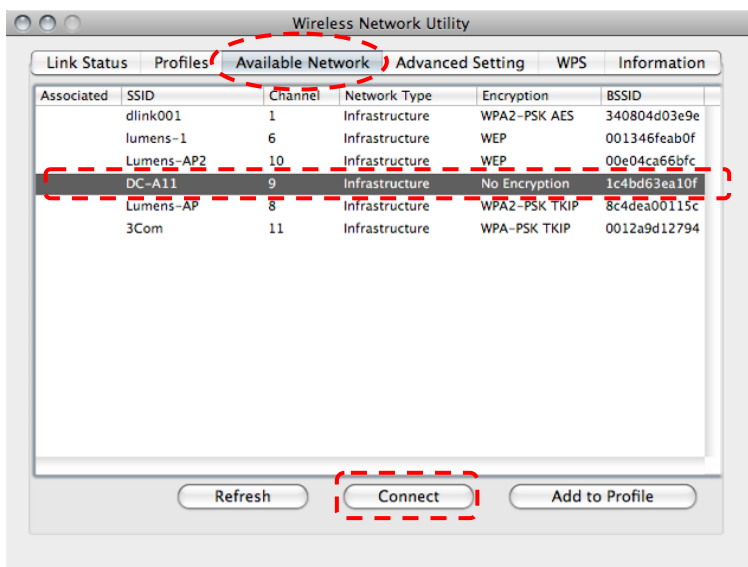 Wireless Network Utility
Link Status Profiles Available Network Advanced Setting WPS Information
Associated SSID Channel Network Type Encryption BSSID
dlink001 1 Infrastructure WPA2-PSK AES 340804d03e9e
lumens-1 6 Infrastructure WEP 001346feab0f
Lumens-AP2 10 Infrastructure WEP 00e04ca66bfc
DC-A11 9 Infrastructure No Encryption 1c4bd63ea10f
Lumens-AP 8 Infrastructure WPA2-PSK TKIP 8c4dea00115c
3Com 11 Infrastructure WPA-PSK TKIP 0012a9d12794
Refresh Connect Add to Profile